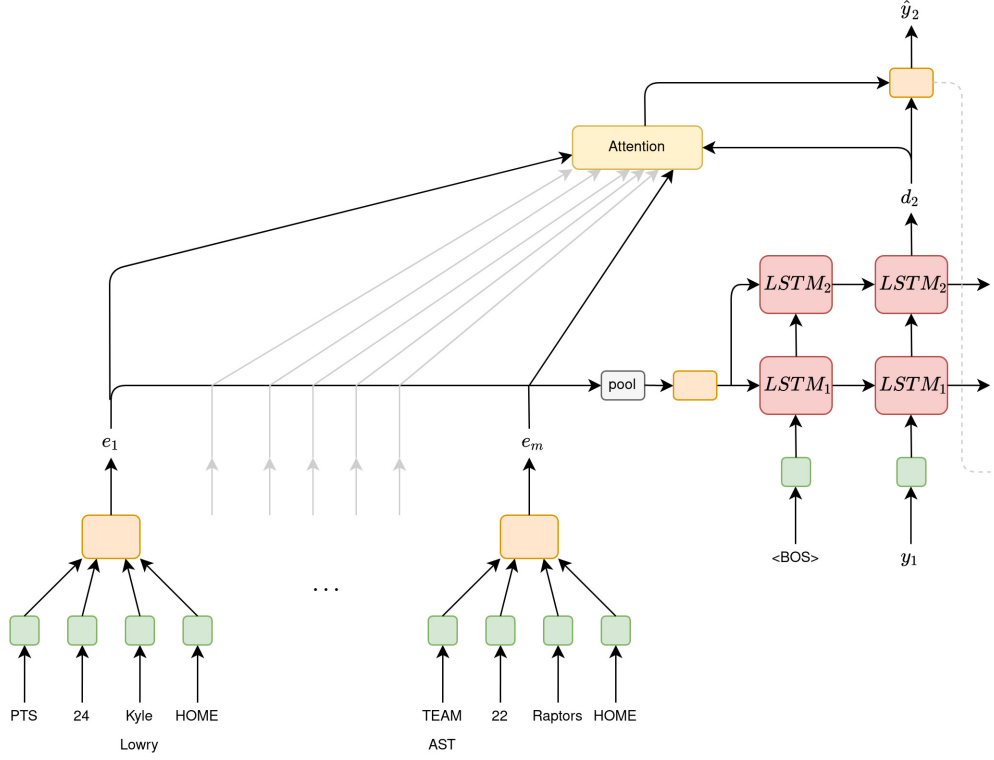 ŷ₂
Attention
d₂
LSTM₂ LSTM₂
pool LSTM₁ LSTM₁
e₁ eₘ
<BOS> y₁
...
PTS 24 Kyle HOME TEAM 22 Raptors HOME
Lowry AST